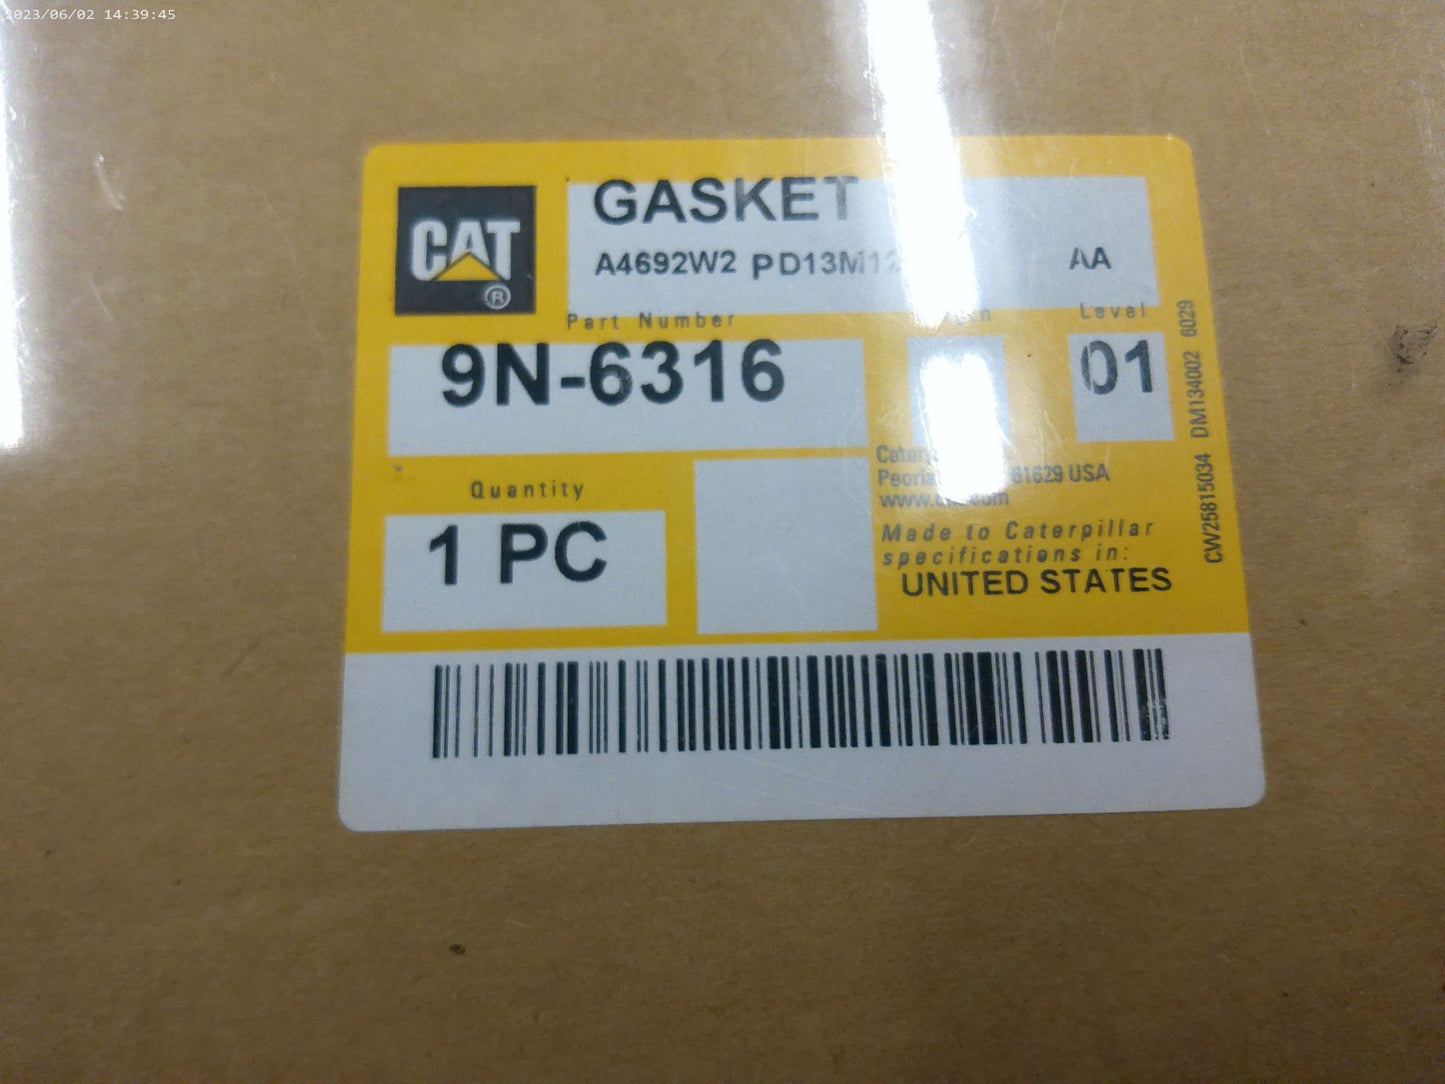 2023/06/02 14:39:45
CAT
®
GASKET
A4692W2 PD13M12
AA
Part Number
Level
9N-6316
01
Quantity
1 PC
61629 USA
Made to Caterpillar
specifications in:
UNITED STATES
CW25815034 DM134002 6029